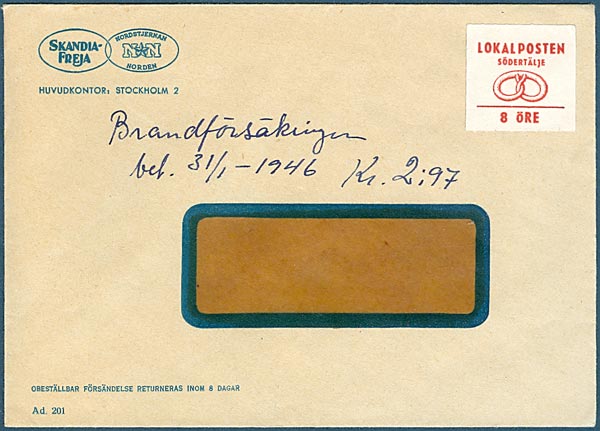 SKANDIA-
FREJA
NORDSTJERNAN
NN
NORDEN
HUVUDKONTOR: STOCKHOLM 2
LOKALPOSTEN
SÖDERTÄLJE
8 ÖRE
Brandförsäkringen
bet. 31/1-1946 Kr. 2:97
OBESTÄLLBAR FÖRSÄNDELSE RETURNERAS INOM 8 DAGAR
Ad. 201